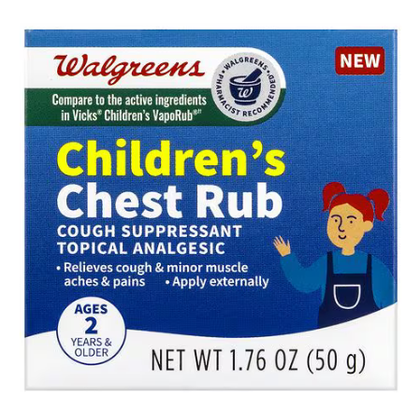 Walgreens
NEW
• WALGREENS •
PHARMACIST RECOMMENDED‡
W
Compare to the active ingredients
in Vicks® Children's VapoRub®††
Children's
Chest Rub
COUGH SUPPRESSANT
TOPICAL ANALGESIC
• Relieves cough & minor muscle
aches & pains • Apply externally
AGES
2
YEARS &
OLDER
NET WT 1.76 OZ (50 g)